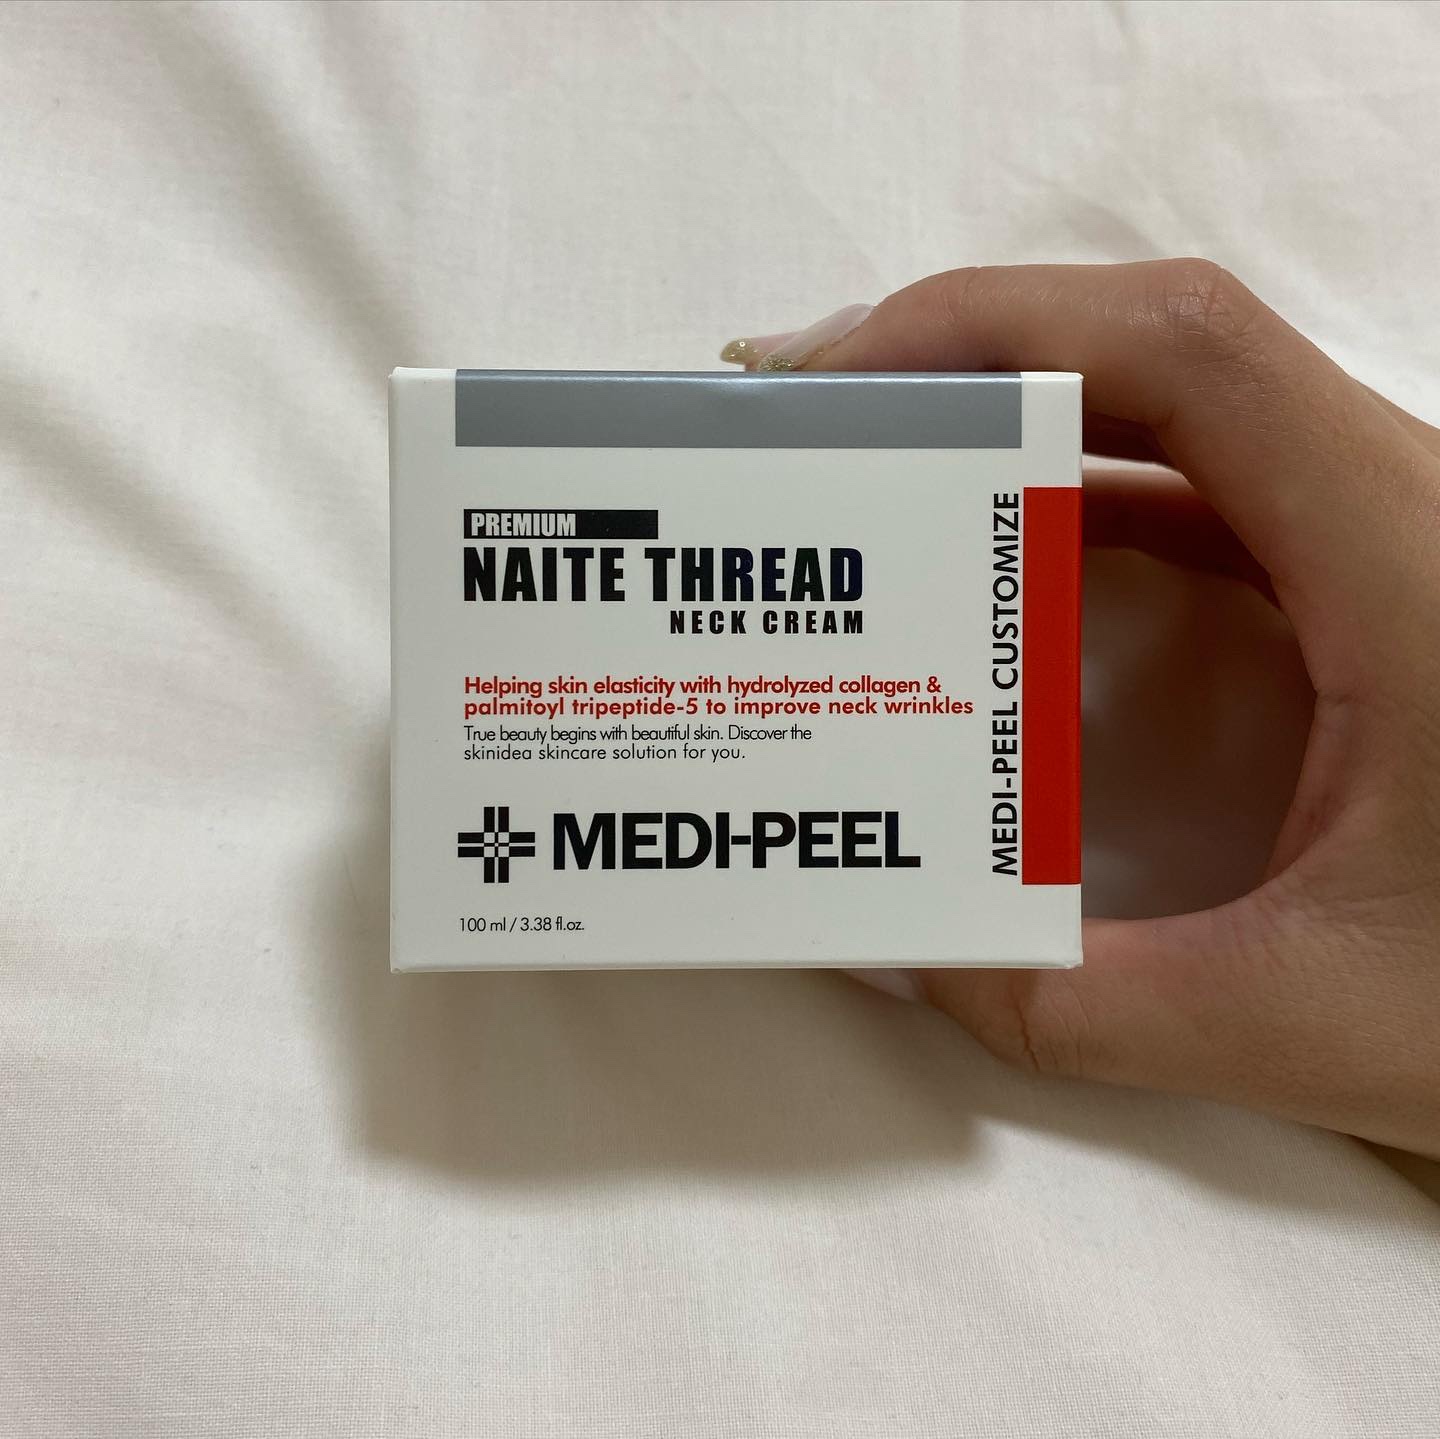 PREMIUM
NAITE THREAD
NECK CREAM
Helping skin elasticity with hydrolyzed collagen &
palmitoyl tripeptide-5 to improve neck wrinkles
True beauty begins with beautiful skin. Discover the
skinidea skincare solution for you.
MEDI-PEEL
100 ml / 3.38 fl.oz.
MEDI-PEEL CUSTOMIZE